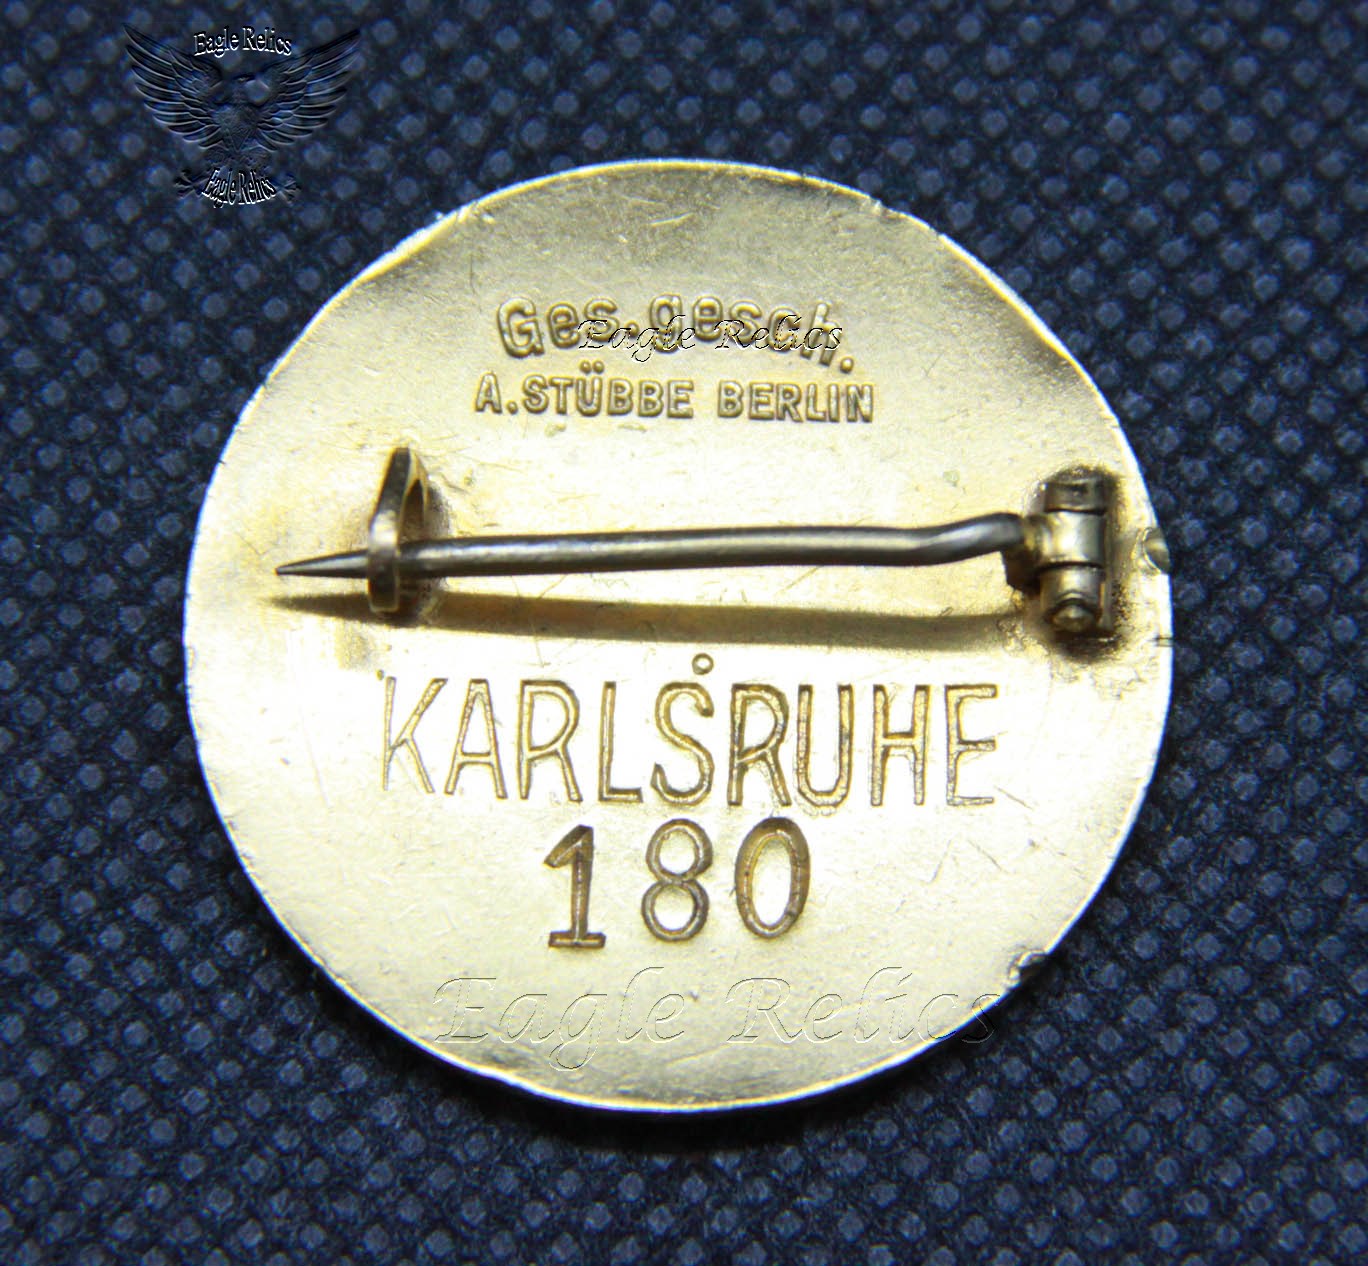 Eagle Relics
Eagle Relics
Ges. gesch.
Eagle Relics
A. STÜBBE BERLIN
KARLSRUHE
180
Eagle Relics